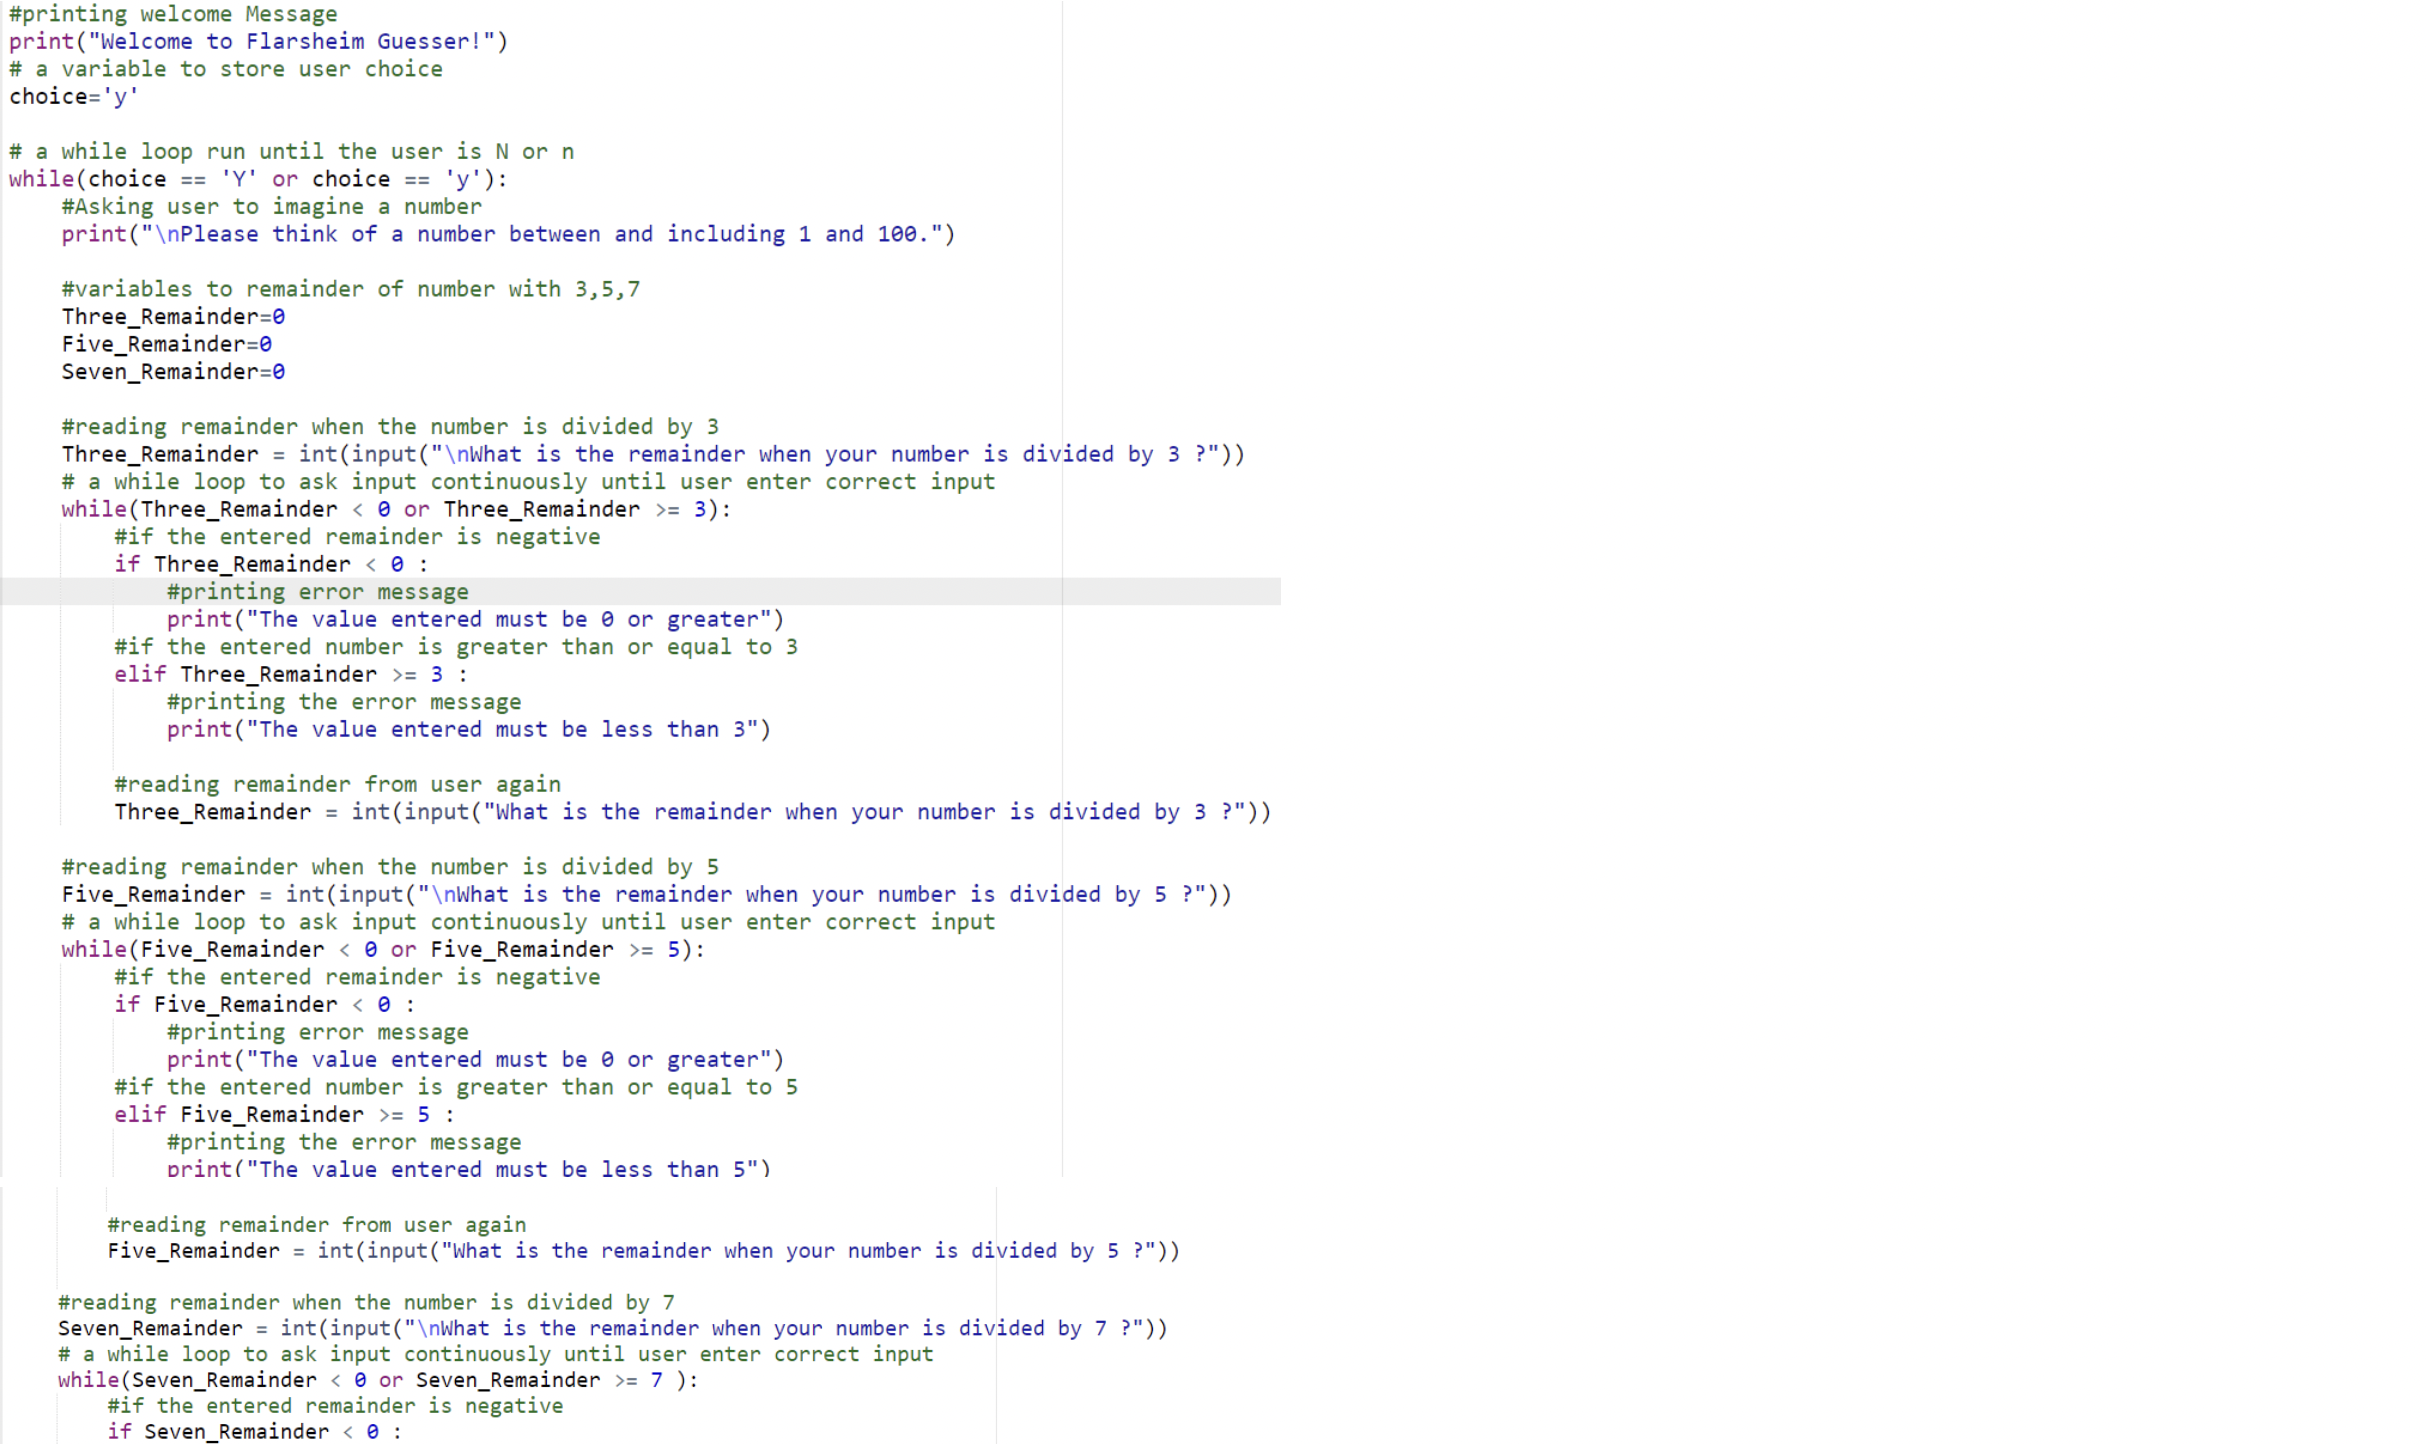 #printing welcome Message
print("Welcome to Flarsheim Guesser!")
# a variable to store user choice
choice='y'

# a while loop run until the user is N or n
while(choice == 'Y' or choice == 'y'):
    #Asking user to imagine a number
    print("\nPlease think of a number between and including 1 and 100.")

    #variables to remainder of number with 3,5,7
    Three_Remainder=0
    Five_Remainder=0
    Seven_Remainder=0

    #reading remainder when the number is divided by 3
    Three_Remainder = int(input("\nWhat is the remainder when your number is divided by 3 ?"))
    # a while loop to ask input continuously until user enter correct input
    while(Three_Remainder < 0 or Three_Remainder >= 3):
        #if the entered remainder is negative
        if Three_Remainder < 0 :
            #printing error message
            print("The value entered must be 0 or greater")
        #if the entered number is greater than or equal to 3
        elif Three_Remainder >= 3 :
            #printing the error message
            print("The value entered must be less than 3")

        #reading remainder from user again
        Three_Remainder = int(input("What is the remainder when your number is divided by 3 ?"))

    #reading remainder when the number is divided by 5
    Five_Remainder = int(input("\nWhat is the remainder when your number is divided by 5 ?"))
    # a while loop to ask input continuously until user enter correct input
    while(Five_Remainder < 0 or Five_Remainder >= 5):
        #if the entered remainder is negative
        if Five_Remainder < 0 :
            #printing error message
            print("The value entered must be 0 or greater")
        #if the entered number is greater than or equal to 5
        elif Five_Remainder >= 5 :
            #printing the error message
            print("The value entered must be less than 5")

        #reading remainder from user again
        Five_Remainder = int(input("What is the remainder when your number is divided by 5 ?"))

    #reading remainder when the number is divided by 7
    Seven_Remainder = int(input("\nWhat is the remainder when your number is divided by 7 ?"))
    # a while loop to ask input continuously until user enter correct input
    while(Seven_Remainder < 0 or Seven_Remainder >= 7 ):
        #if the entered remainder is negative
        if Seven_Remainder < 0 :